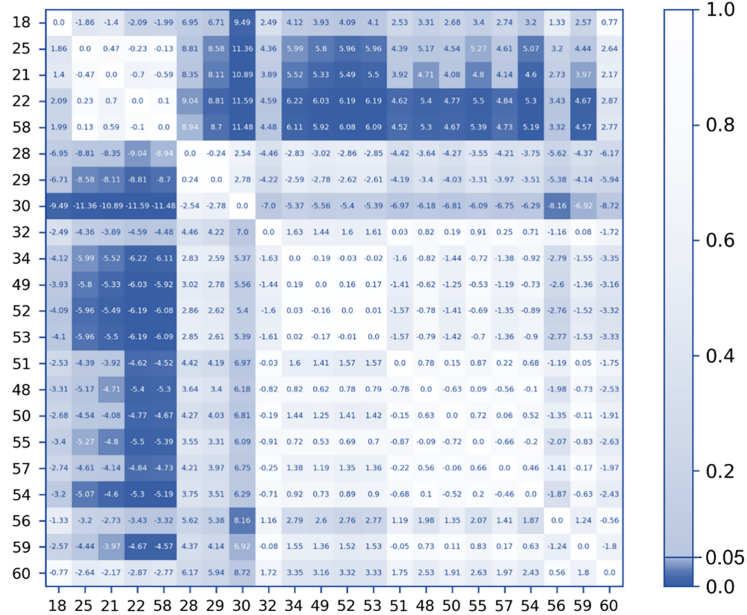 18 0.0 -1.86 -1.4 -2.09 -1.99 6.95 6.71 9.49 2.49 4.12 3.93 4.09 4.1 2.53 3.31 2.68 3.4 2.74 3.2 1.33 2.57 0.77 1.0
25 1.86 0.0 0.47 -0.23 -0.13 8.81 8.58 11.36 4.36 5.99 5.8 5.96 5.96 4.39 5.17 4.54 5.27 4.61 5.07 3.2 4.44 2.64
21 1.4 -0.47 0.0 -0.7 -0.59 8.35 8.11 10.89 3.89 5.52 5.33 5.49 5.5 3.92 4.71 4.08 4.8 4.14 4.6 2.73 3.97 2.17
22 2.09 0.23 0.7 0.0 0.1 9.04 8.81 11.59 4.59 6.22 6.03 6.19 6.19 4.62 5.4 4.77 5.5 4.84 5.3 3.43 4.67 2.87
58 1.99 0.13 0.59 -0.1 0.0 8.94 8.7 11.48 4.48 6.11 5.92 6.08 6.09 4.52 5.3 4.67 5.39 4.73 5.19 3.32 4.57 2.77 0.8
28 -6.95 -8.81 -8.35 -9.04 -8.94 0.0 -0.24 2.54 -4.46 -2.83 -3.02 -2.86 -2.85 -4.42 -3.64 -4.27 -3.55 -4.21 -3.75 -5.62 -4.37 -6.17
29 -6.71 -8.58 -8.11 -8.81 -8.7 0.24 0.0 2.78 -4.22 -2.59 -2.78 -2.62 -2.61 -4.19 -3.4 -4.03 -3.31 -3.97 -3.51 -5.38 -4.14 -5.94
30 -9.49 -11.36 -10.89 -11.59 -11.48 -2.54 -2.78 0.0 -7.0 -5.37 -5.56 -5.4 -5.39 -6.97 -6.18 -6.81 -6.09 -6.75 -6.29 -8.16 -6.92 -8.72
32 -2.49 -4.36 -3.89 -4.59 -4.48 4.46 4.22 7.0 0.0 1.63 1.44 1.6 1.61 0.03 0.82 0.19 0.91 0.25 0.71 -1.16 0.08 -1.72 0.6
34 -4.12 -5.99 -5.52 -6.22 -6.11 2.83 2.59 5.37 -1.63 0.0 -0.19 -0.03 -0.02 -1.6 -0.82 -1.44 -0.72 -1.38 -0.92 -2.79 -1.55 -3.35
49 -3.93 -5.8 -5.33 -6.03 -5.92 3.02 2.78 5.56 -1.44 0.19 0.0 0.16 0.17 -1.41 -0.62 -1.25 -0.53 -1.19 -0.73 -2.6 -1.36 -3.16
52 -4.09 -5.96 -5.49 -6.19 -6.08 2.86 2.62 5.4 -1.6 0.03 -0.16 0.0 0.01 -1.57 -0.78 -1.41 -0.69 -1.35 -0.89 -2.76 -1.52 -3.32
53 -4.1 -5.96 -5.5 -6.19 -6.09 2.85 2.61 5.39 -1.61 0.02 -0.17 -0.01 0.0 -1.57 -0.79 -1.42 -0.7 -1.36 -0.9 -2.77 -1.53 -3.33
51 -2.53 -4.39 -3.92 -4.62 -4.52 4.42 4.19 6.97 -0.03 1.6 1.41 1.57 1.57 0.0 0.78 0.15 0.87 0.22 0.68 -1.19 0.05 -1.75 0.4
48 -3.31 -5.17 -4.71 -5.4 -5.3 3.64 3.4 6.18 -0.82 0.82 0.62 0.78 0.79 -0.78 0.0 -0.63 0.09 -0.56 -0.1 -1.98 -0.73 -2.53
50 -2.68 -4.54 -4.08 -4.77 -4.67 4.27 4.03 6.81 -0.19 1.44 1.25 1.41 1.42 -0.15 0.63 0.0 0.72 0.06 0.52 -1.35 -0.11 -1.91
55 -3.4 -5.27 -4.8 -5.5 -5.39 3.55 3.31 6.09 -0.91 0.72 0.53 0.69 0.7 -0.87 -0.09 -0.72 0.0 -0.66 -0.2 -2.07 -0.83 -2.63
57 -2.74 -4.61 -4.14 -4.84 -4.73 4.21 3.97 6.75 -0.25 1.38 1.19 1.35 1.36 -0.22 0.56 -0.06 0.66 0.0 0.46 -1.41 -0.17 -1.97 0.2
54 -3.2 -5.07 -4.6 -5.3 -5.19 3.75 3.51 6.29 -0.71 0.92 0.73 0.89 0.9 -0.68 0.1 -0.52 0.2 -0.46 0.0 -1.87 -0.63 -2.43
56 -1.33 -3.2 -2.73 -3.43 -3.32 5.62 5.38 8.16 1.16 2.79 2.6 2.76 2.77 1.19 1.98 1.35 2.07 1.41 1.87 0.0 1.24 -0.56
59 -2.57 -4.44 -3.97 -4.67 -4.57 4.37 4.14 6.92 -0.08 1.55 1.36 1.52 1.53 -0.05 0.73 0.11 0.83 0.17 0.63 -1.24 0.0 -1.8 0.05
60 -0.77 -2.64 -2.17 -2.87 -2.77 6.17 5.94 8.72 1.72 3.35 3.16 3.32 3.33 1.75 2.53 1.91 2.63 1.97 2.43 0.56 1.8 0.0 0.0
18 25 21 22 58 28 29 30 32 34 49 52 53 51 48 50 55 57 54 56 59 60